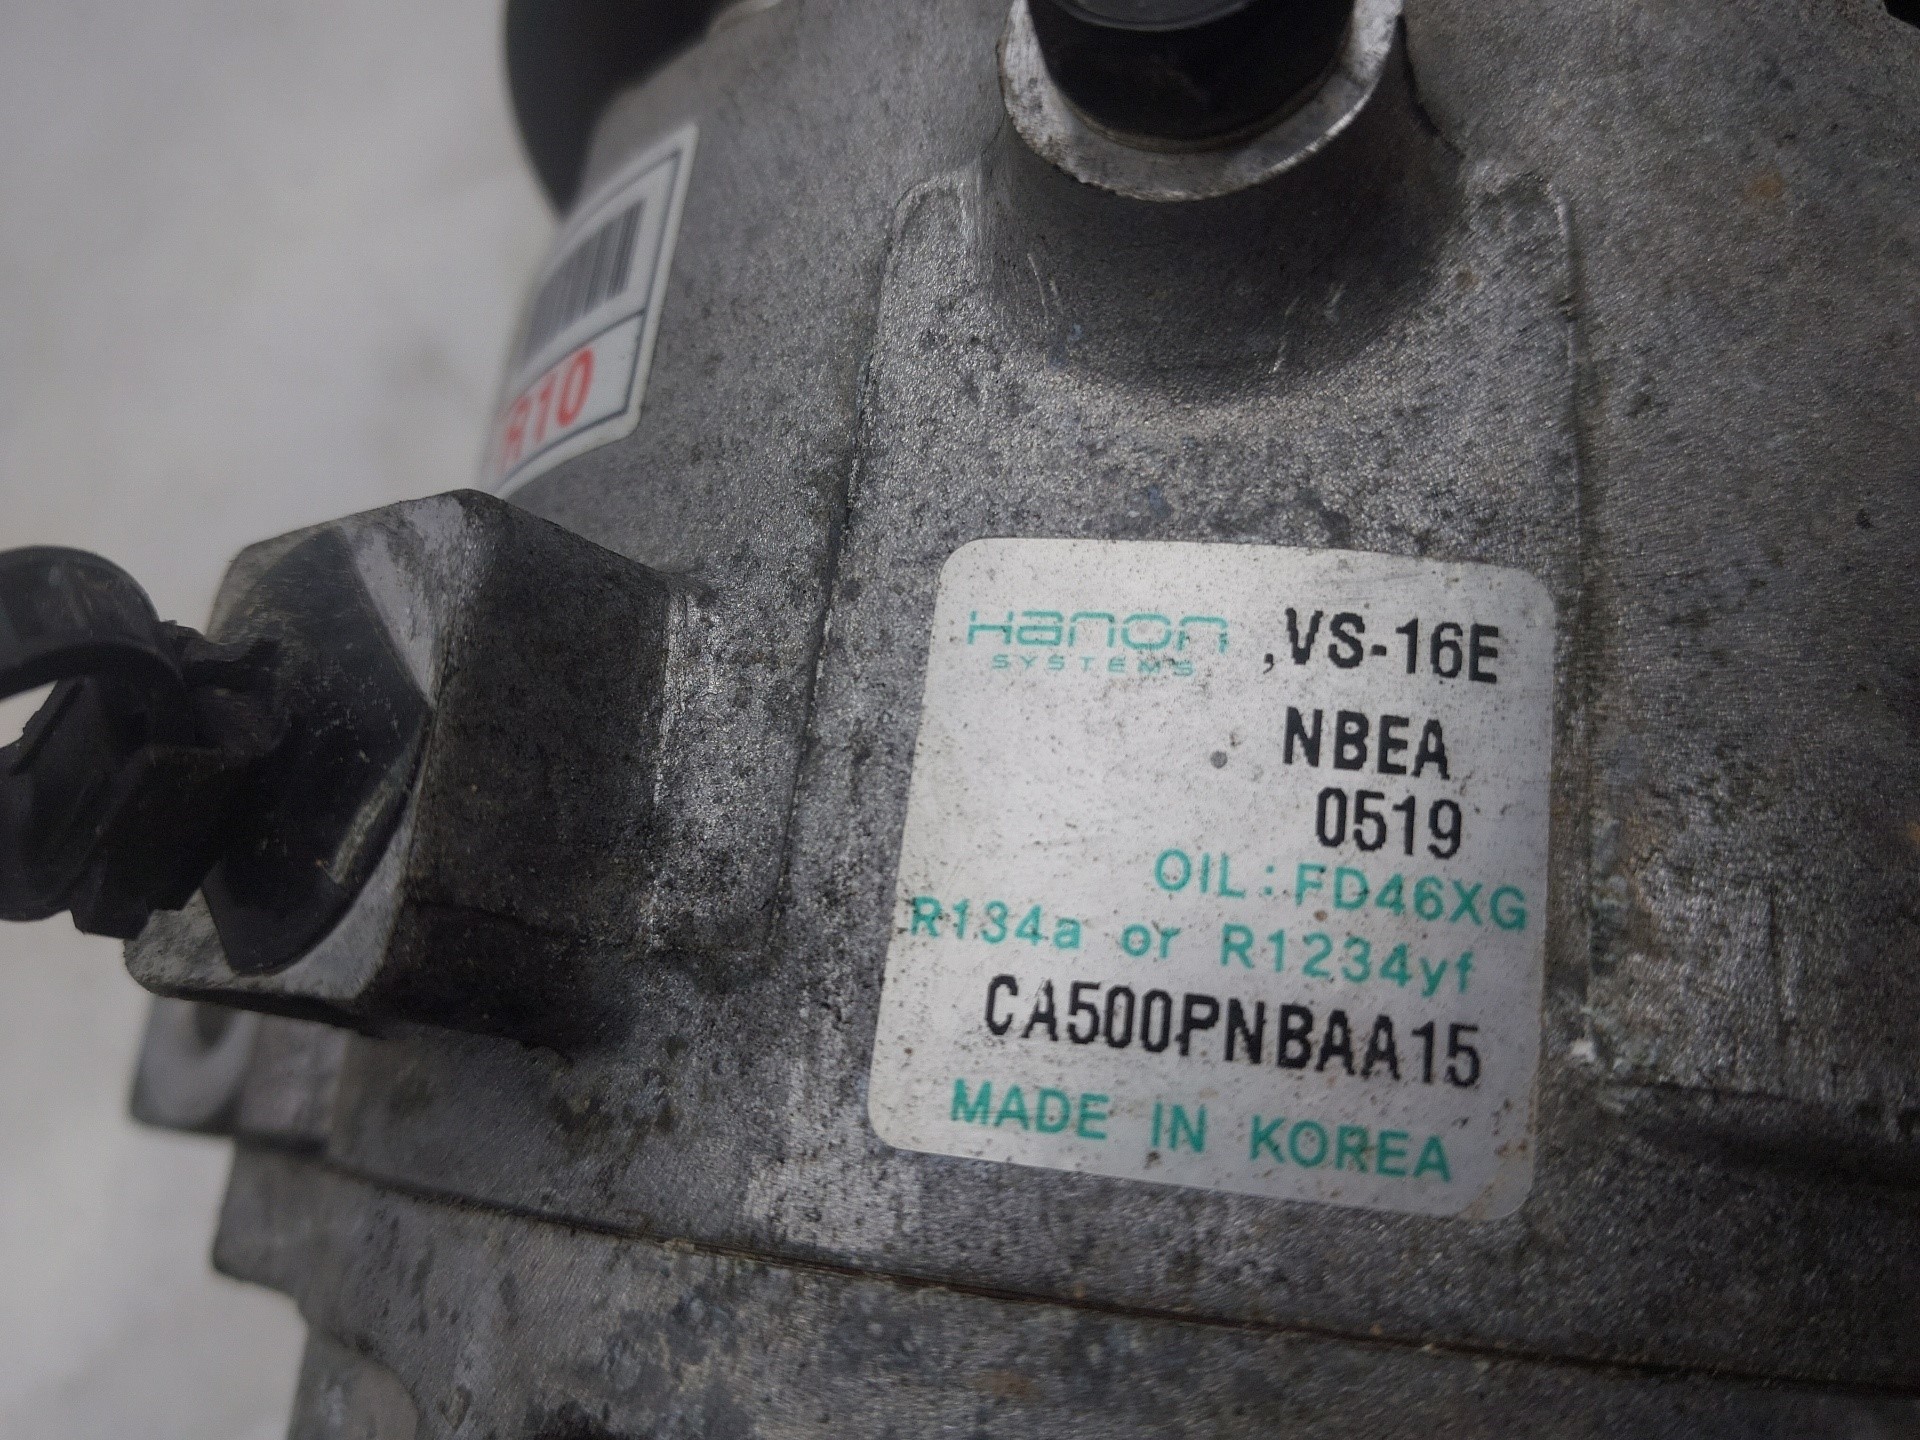 R10
Hanon ,VS-16E
SYSTEMS
NBEA
0519
OIL : FD46XG
R134a or R1234yf
CA500PNBAA15
MADE IN KOREA